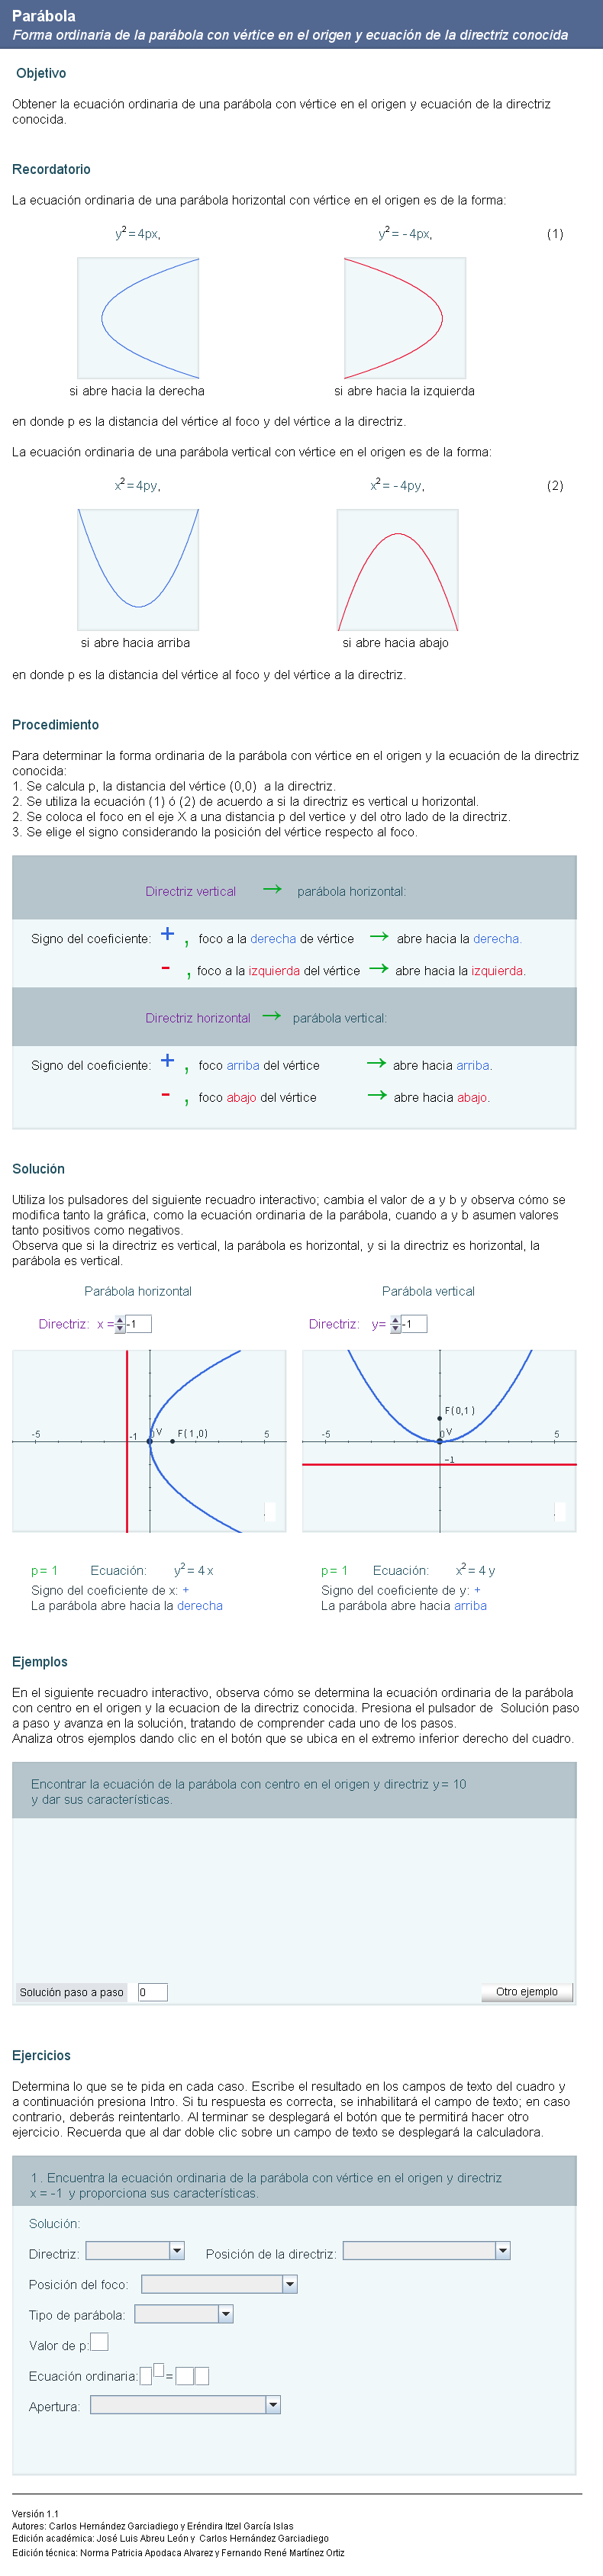 Parábola
Forma ordinaria de la parábola con vértice en el origen y ecuación de la directriz conocida
Objetivo
Obtener la ecuación ordinaria de una parábola con vértice en el origen y ecuación de la directriz
conocida.
Recordatorio
La ecuación ordinaria de una parábola horizontal con vértice en el origen es de la forma:
y²=4px, y²= -4px, (1)
si abre hacia la derecha si abre hacia la izquierda
en donde p es la distancia del vértice al foco y del vértice a la directriz.
La ecuación ordinaria de una parábola vertical con vértice en el origen es de la forma:
x²=4py, x²= -4py, (2)
si abre hacia arriba si abre hacia abajo
en donde p es la distancia del vértice al foco y del vértice a la directriz.
Procedimiento
Para determinar la forma ordinaria de la parábola con vértice en el origen y la ecuación de la directriz
conocida:
1. Se calcula p, la distancia del vértice (0,0) a la directriz.
2. Se utiliza la ecuación (1) ó (2) de acuerdo a si la directriz es vertical u horizontal.
2. Se coloca el foco en el eje X a una distancia p del vertice y del otro lado de la directriz.
3. Se elige el signo considerando la posición del vértice respecto al foco.
Directriz vertical → parábola horizontal:
Signo del coeficiente: + , foco a la derecha de vértice → abre hacia la derecha.
- , foco a la izquierda del vértice → abre hacia la izquierda.
Directriz horizontal → parábola vertical:
Signo del coeficiente: + , foco arriba del vértice → abre hacia arriba.
- , foco abajo del vértice → abre hacia abajo.
Solución
Utiliza los pulsadores del siguiente recuadro interactivo; cambia el valor de a y b y observa cómo se
modifica tanto la gráfica, como la ecuación ordinaria de la parábola, cuando a y b asumen valores
tanto positivos como negativos.
Observa que si la directriz es vertical, la parábola es horizontal, y si la directriz es horizontal, la
parábola es vertical.
Parábola horizontal Parábola vertical
Directriz: x = -1 Directriz: y= -1
F(0,1)
-5 -1 0 V F(1,0) 5 -5 0 V 5
-1
p= 1 Ecuación: y²= 4 x p= 1 Ecuación: x²= 4 y
Signo del coeficiente de x: + Signo del coeficiente de y: +
La parábola abre hacia la derecha La parábola abre hacia arriba
Ejemplos
En el siguiente recuadro interactivo, observa cómo se determina la ecuación ordinaria de la parábola
con centro en el origen y la ecuacion de la directriz conocida. Presiona el pulsador de Solución paso
a paso y avanza en la solución, tratando de comprender cada uno de los pasos.
Analiza otros ejemplos dando clic en el botón que se ubica en el extremo inferior derecho del cuadro.
Encontrar la ecuación de la parábola con centro en el origen y directriz y= 10
y dar sus características.
Solución paso a paso 0 Otro ejemplo
Ejercicios
Determina lo que se te pida en cada caso. Escribe el resultado en los campos de texto del cuadro y
a continuación presiona Intro. Si tu respuesta es correcta, se inhabilitará el campo de texto; en caso
contrario, deberás reintentarlo. Al terminar se desplegará el botón que te permitirá hacer otro
ejercicio. Recuerda que al dar doble clic sobre un campo de texto se desplegará la calculadora.
1. Encuentra la ecuación ordinaria de la parábola con vértice en el origen y directriz
x = -1 y proporciona sus características.
Solución:
Directriz: Posición de la directriz:
Posición del foco:
Tipo de parábola:
Valor de p:
Ecuación ordinaria: =
Apertura:
Versión 1.1
Autores: Carlos Hernández Garciadiego y Eréndira Itzel García Islas
Edición académica: José Luis Abreu León y Carlos Hernández Garciadiego
Edición técnica: Norma Patricia Apodaca Alvarez y Fernando René Martínez Ortiz